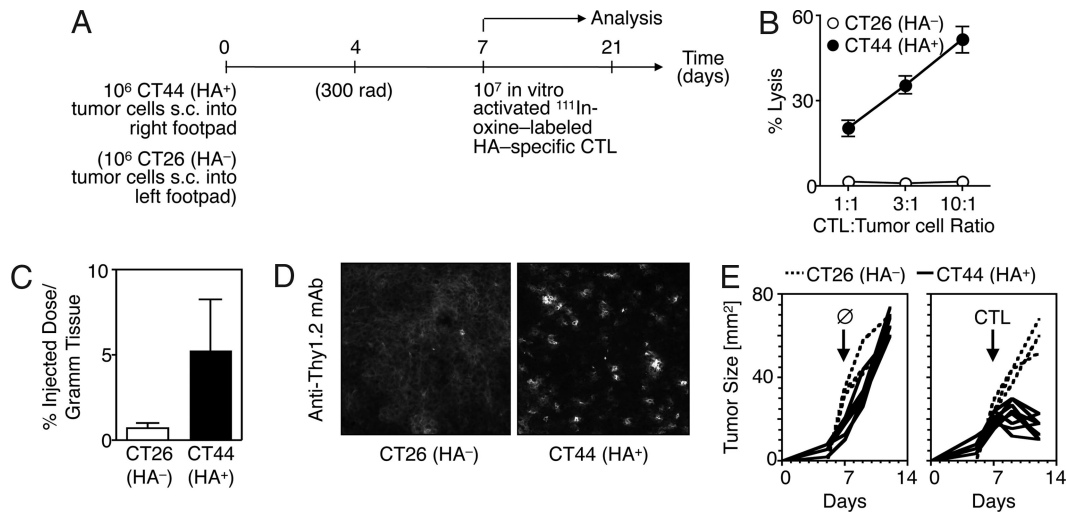 A
Analysis
0
4
7
21
Time
(days)
10⁶ CT44 (HA⁺)
tumor cells s.c. into
right footpad
(10⁶ CT26 (HA⁻)
tumor cells s.c. into
left footpad)
(300 rad)
10⁷ in vitro
activated ¹¹¹In-
oxine–labeled
HA–specific CTL
B
CT26 (HA⁻)
CT44 (HA⁺)
% Lysis
60
30
0
1:1
3:1
10:1
CTL:Tumor cell Ratio
C
% Injected Dose/
Gramm Tissue
10
5
0
CT26
(HA⁻)
CT44
(HA⁺)
D
Anti-Thy1.2 mAb
CT26 (HA⁻)
CT44 (HA⁺)
E
CT26 (HA⁻)
CT44 (HA⁺)
Tumor Size [mm²]
80
40
0
∅
CTL
0
7
14
0
7
14
Days
Days